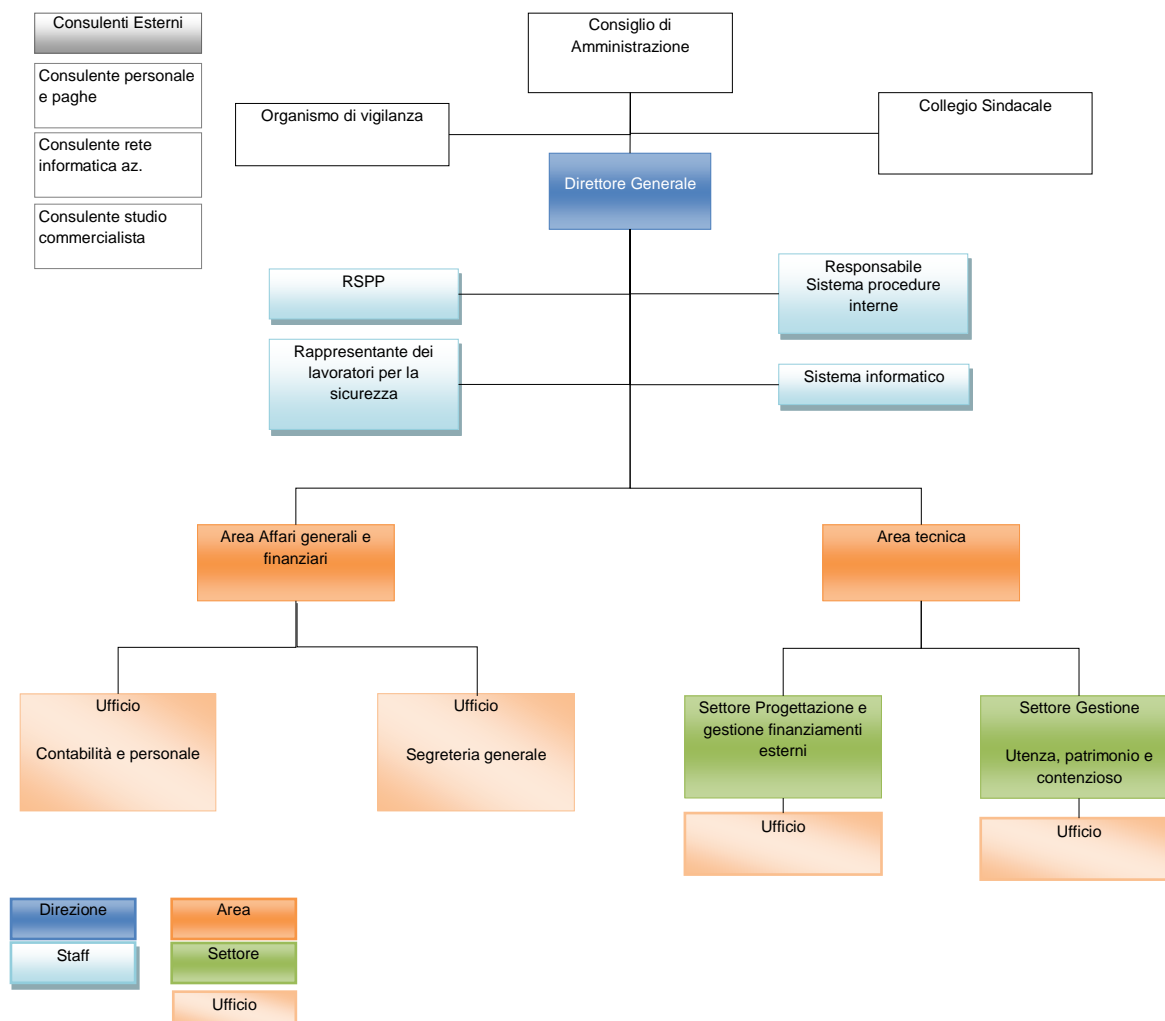 Consulenti Esterni
Consulente personale
e paghe
Consulente rete
informatica az.
Consulente studio
commercialista
Consiglio di
Amministrazione
Organismo di vigilanza
Collegio Sindacale
Direttore Generale
RSPP
Responsabile
Sistema procedure
interne
Rappresentante dei
lavoratori per la
sicurezza
Sistema informatico
Area Affari generali e
finanziari
Area tecnica
Ufficio
Contabilità e personale
Ufficio
Segreteria generale
Settore Progettazione e
gestione finanziamenti
esterni
Settore Gestione
Utenza, patrimonio e
contenzioso
Ufficio
Ufficio
Direzione
Area
Staff
Settore
Ufficio